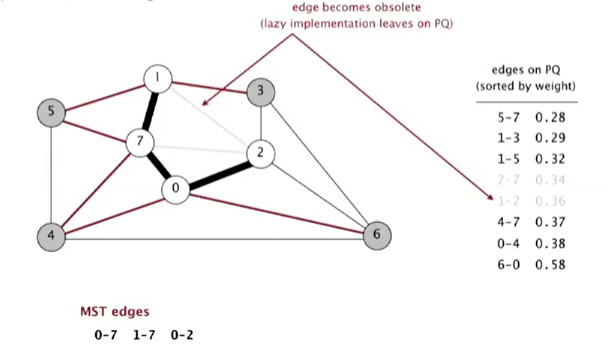 edge becomes obsolete
(lazy implementation leaves on PQ)
edges on PQ
(sorted by weight)
5-7 0.28
1-3 0.29
1-5 0.32
2-7 0.34
1-2 0.36
4-7 0.37
0-4 0.38
6-0 0.58
1
3
5
7
2
0
4
6
MST edges
0-7 1-7 0-2